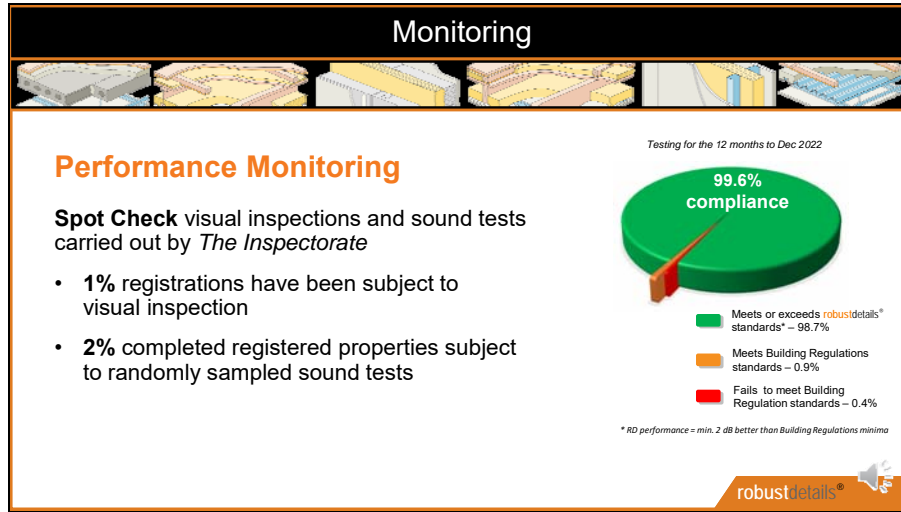 Monitoring
Performance Monitoring
Spot Check visual inspections and sound tests
carried out by The Inspectorate
• 1% registrations have been subject to
visual inspection
• 2% completed registered properties subject
to randomly sampled sound tests
Testing for the 12 months to Dec 2022
99.6%
compliance
Meets or exceeds robustdetails®
standards* – 98.7%
Meets Building Regulations
standards – 0.9%
Fails to meet Building
Regulation standards – 0.4%
* RD performance = min. 2 dB better than Building Regulations minima
robustdetails®